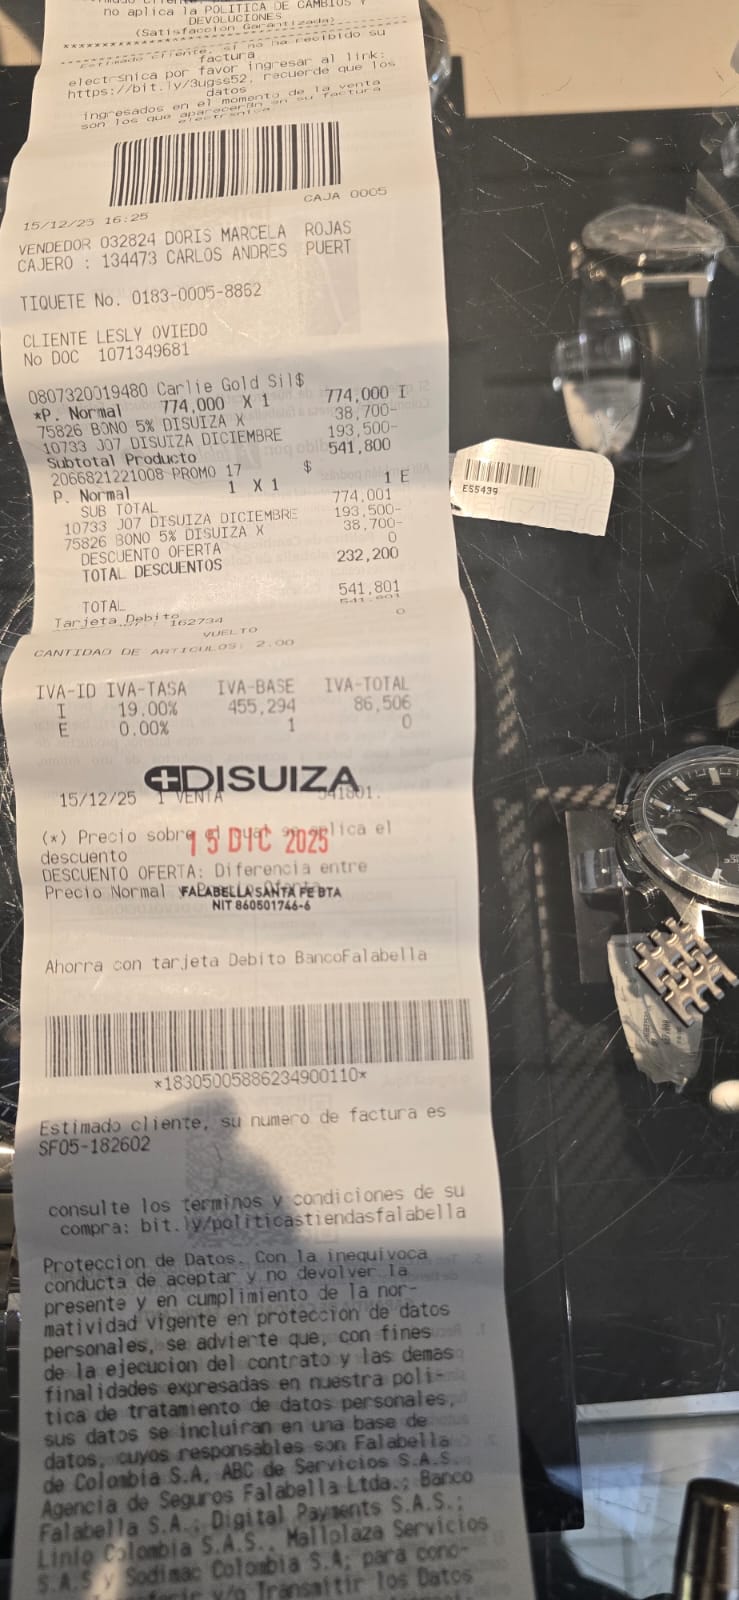 no aplica la POLITICA DE CAMBIOS Y
DEVOLUCIONES
(Satisfacción Garantizada)
Estimado cliente, si no ha recibido su
factura
electrónica por favor ingresar al link:
https://bit.ly/3ugss52, recuerde que los
datos
ingresados en el momento de la venta
son los que aparecerán en su factura
electrónica.
CAJA 0005
15/12/25 16:25
VENDEDOR 032824 DORIS MARCELA ROJAS
CAJERO : 134473 CARLOS ANDRES PUERT
TIQUETE No. 0183-0005-8862
CLIENTE LESLY OVIEDO
No DOC 1071349681
0807320019480 Carlie Gold Sil$ 774,000 I
*P. Normal 774,000 X 1
75826 BONO 5% DISUIZA X 38,700-
10733 J07 DISUIZA DICIEMBRE 193,500-
Subtotal Producto 541,800
2066821221008 PROMO 17 $ 1 E
P. Normal 1 X 1
SUB TOTAL 774,001
10733 J07 DISUIZA DICIEMBRE 193,500-
75826 BONO 5% DISUIZA X 38,700-
DESCUENTO OFERTA 0
TOTAL DESCUENTOS 232,200
TOTAL 541,801
Tarjeta Debito 162734 541,801
VUELTO 0
CANTIDAD DE ARTICULOS: 2.00
IVA-ID IVA-TASA IVA-BASE IVA-TOTAL
I 19.00% 455,294 86,506
E 0.00% 1 0
DISUIZA
15/12/25 1 VENTA 541801.
(*) Precio sobre el cual se aplica el
descuento
15 DIC 2025
DESCUENTO OFERTA: Diferencia entre
Precio Normal
FALABELLA SANTA FE BTA
NIT 860501746-6
Ahorra con tarjeta Debito BancoFalabella
*18305005886234900110*
Estimado cliente, su numero de factura es
SF05-182602
consulte los terminos y condiciones de su
compra: bit.ly/politicastiendasfalabella
Proteccion de Datos. Con la inequivoca
conducta de aceptar y no devolver la
presente y en cumplimiento de la nor-
matividad vigente en proteccion de datos
personales, se advierte que, con fines
de la ejecucion del contrato y las demas
finalidades expresadas en nuestra poli-
tica de tratamiento de datos personales,
sus datos se incluiran en una base de
datos, cuyos responsables son Falabella
de Colombia S.A, ABC de Servicios S.A.S.
Agencia de Seguros Falabella Ltda.; Banco
Falabella S.A.; Digital Payments S.A.S.;
Linio Colombia S.A.S., Mallplaza Servicios
S.A.S y Sodimac Colombia S.A; para cono-
y/o Transmitir los Datos
ES5439